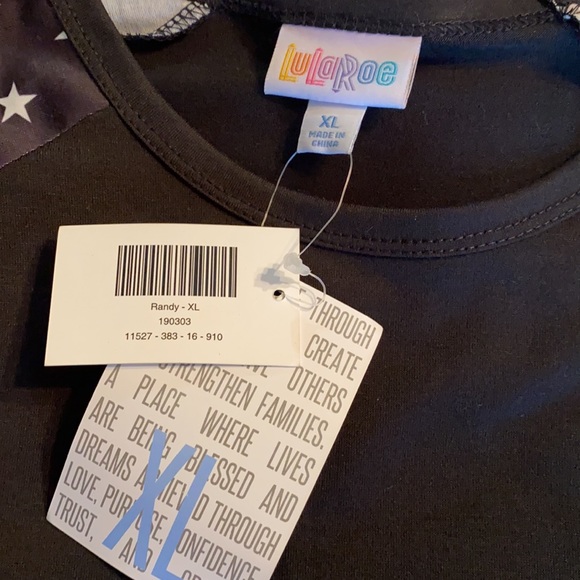 LuLaRoe
XL
MADE IN
CHINA
Randy - XL
190303
11527 - 383 - 16 - 910
THROUGH
CREATE
OTHERS
STRENGTHEN FAMILIES.
A PLACE WHERE LIVES
ARE BEING BLESSED AND
DREAMS THROUGH
LOVE, PURPOSE, CONFIDENCE,
TRUST, AND
XL